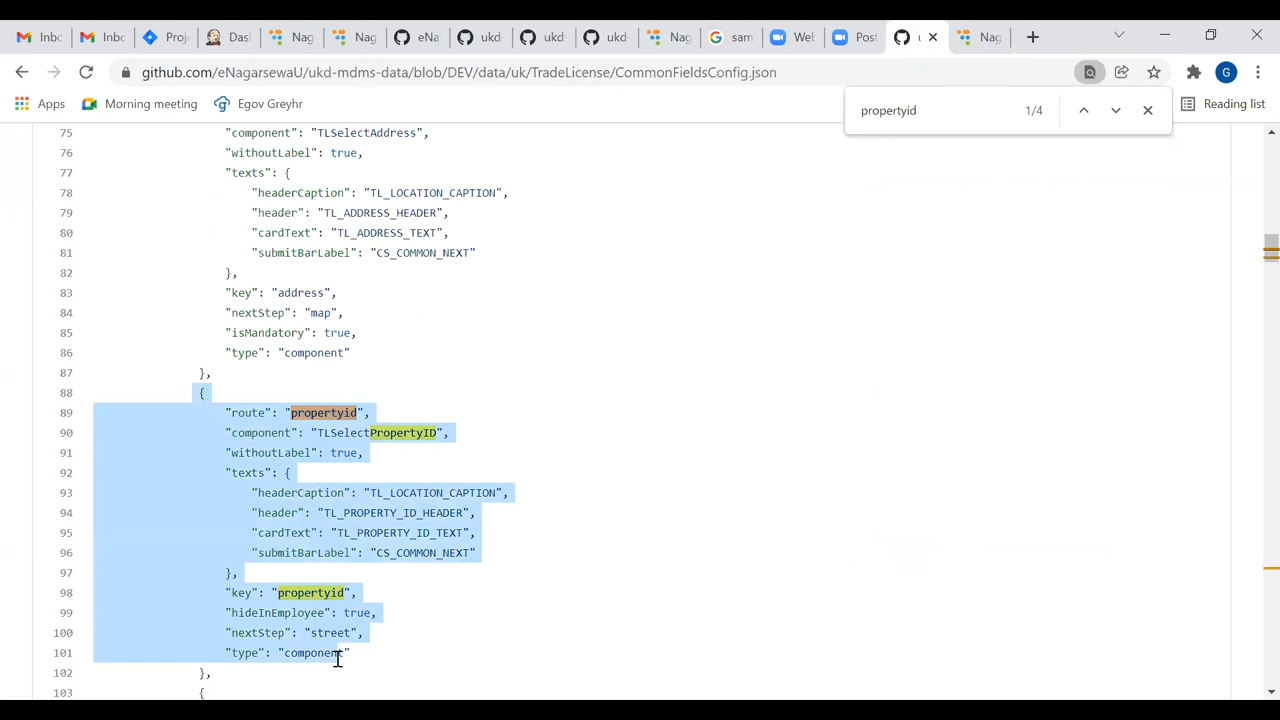 Inbo
Inbo
Proj
Dasl
Nag
Nag
eNa
ukd-
ukd-
ukd-
Nag
sam
Web
Post
u
Nag
github.com/eNagarsewaU/ukd-mdms-data/blob/DEV/data/uk/TradeLicense/CommonFieldsConfig.json
G
Apps
Morning meeting
Egov Greyhr
propertyid 1/4
Reading list
75 "component": "TLSelectAddress",
76 "withoutLabel": true,
77 "texts": {
78 "headerCaption": "TL_LOCATION_CAPTION",
79 "header": "TL_ADDRESS_HEADER",
80 "cardText": "TL_ADDRESS_TEXT",
81 "submitBarLabel": "CS_COMMON_NEXT"
82 },
83 "key": "address",
84 "nextStep": "map",
85 "isMandatory": true,
86 "type": "component"
87 },
88 {
89 "route": "propertyid",
90 "component": "TLSelectPropertyID",
91 "withoutLabel": true,
92 "texts": {
93 "headerCaption": "TL_LOCATION_CAPTION",
94 "header": "TL_PROPERTY_ID_HEADER",
95 "cardText": "TL_PROPERTY_ID_TEXT",
96 "submitBarLabel": "CS_COMMON_NEXT"
97 },
98 "key": "propertyid",
99 "hideInEmployee": true,
100 "nextStep": "street",
101 "type": "component"
102 },
103 {